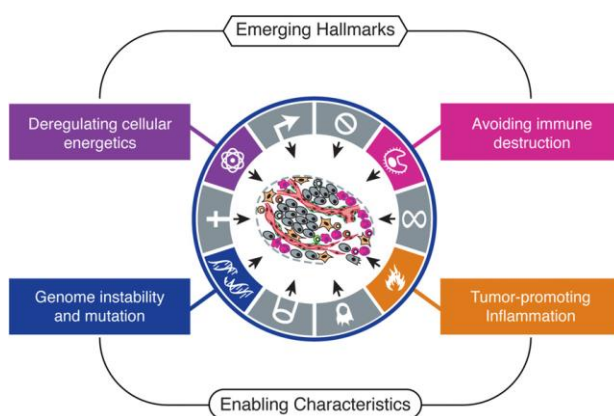 Emerging Hallmarks
Deregulating cellular
energetics
Avoiding immune
destruction
Genome instability
and mutation
Tumor-promoting
Inflammation
Enabling Characteristics